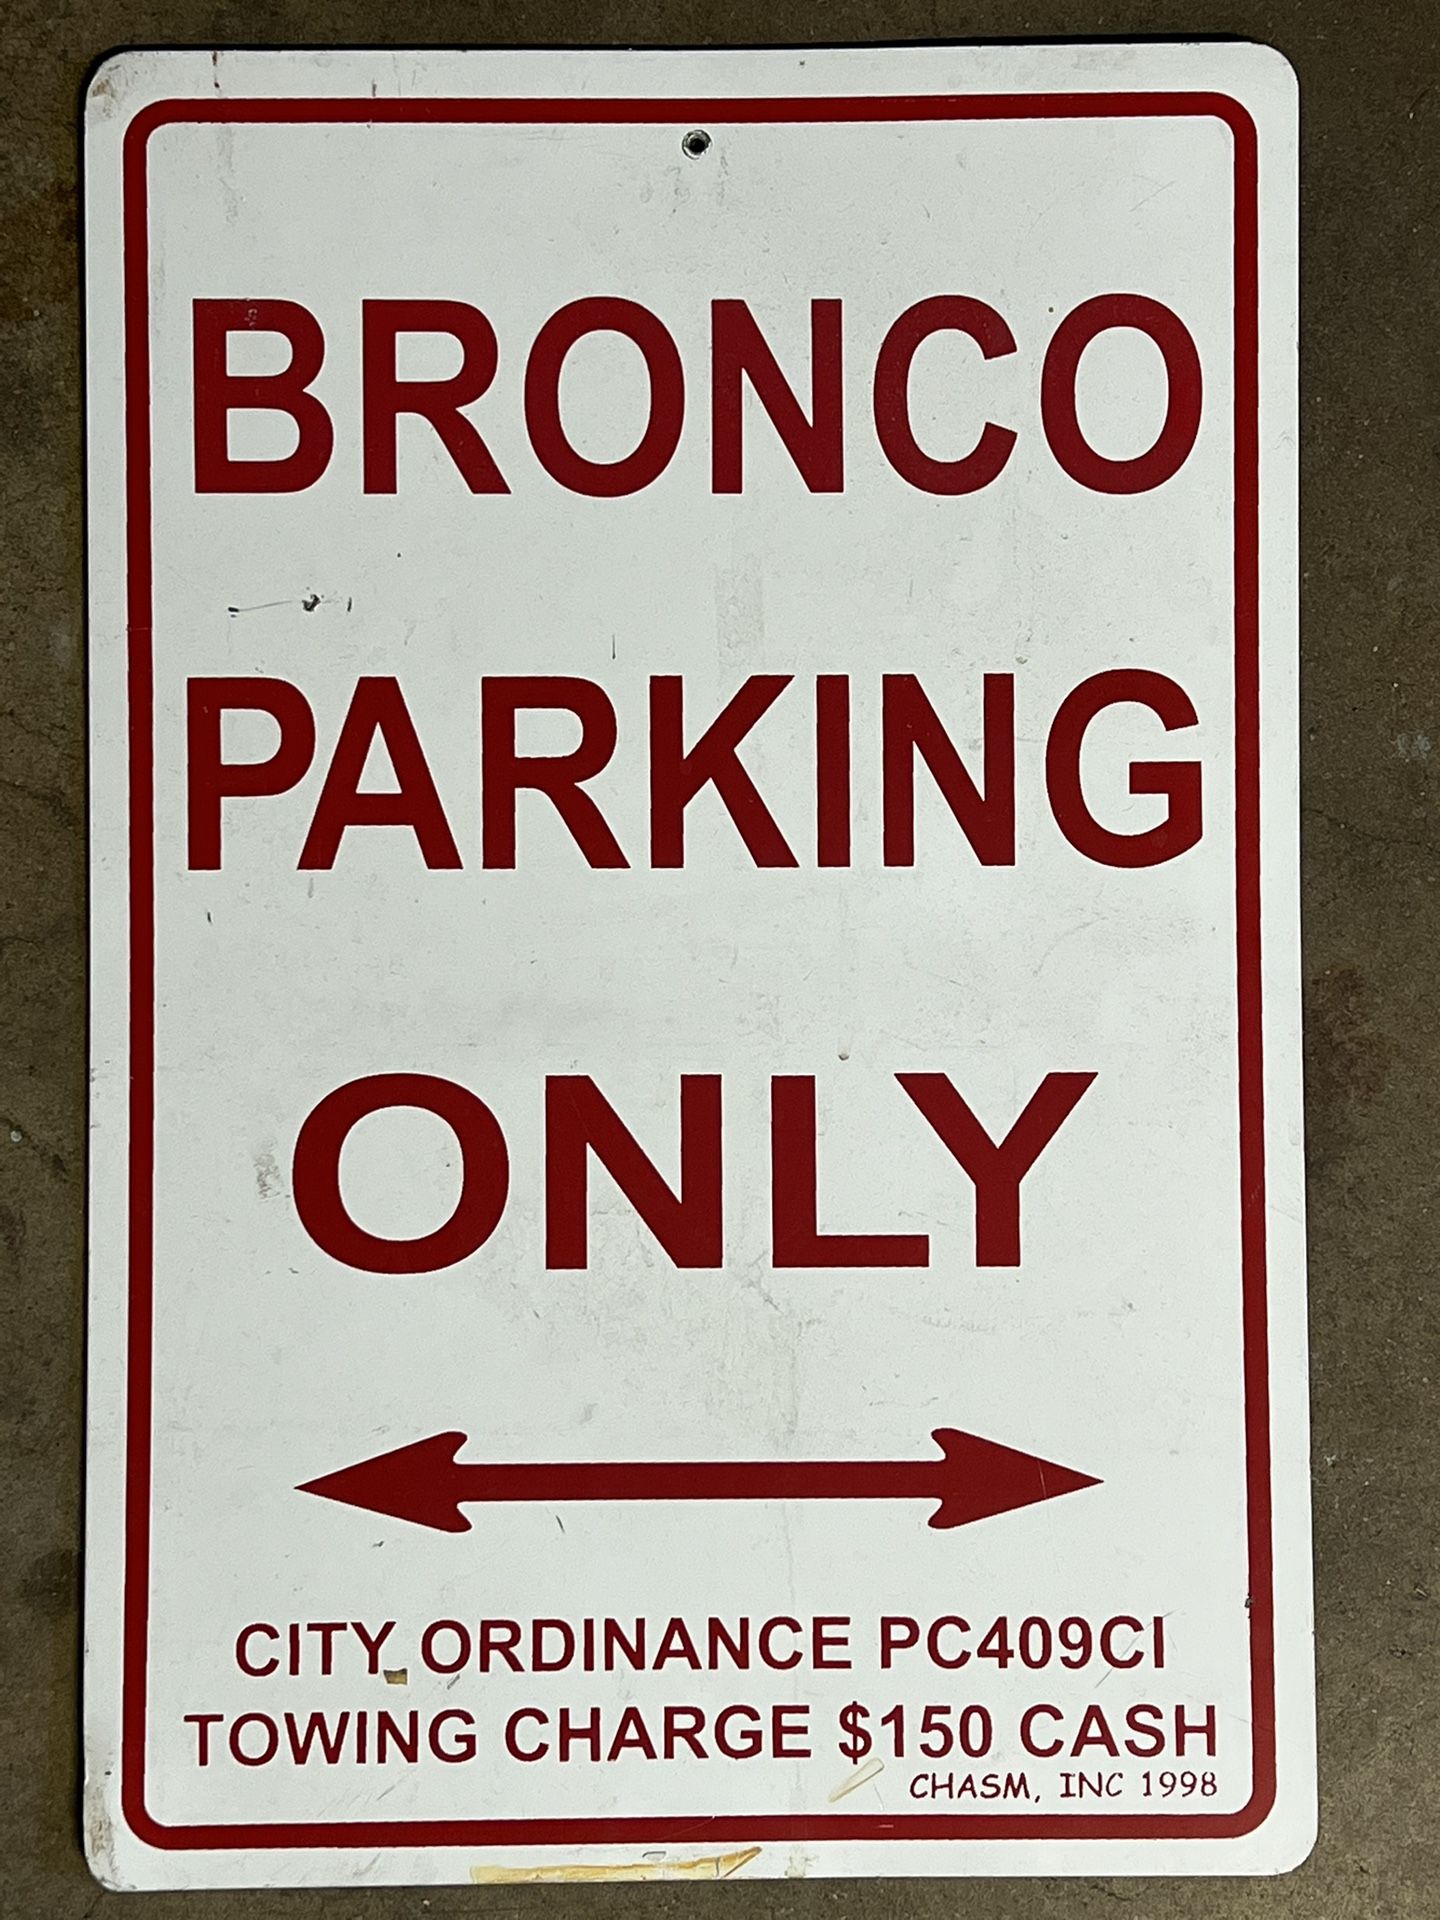 BRONCO
PARKING
ONLY
CITY ORDINANCE PC409CI
TOWING CHARGE $150 CASH
CHASM, INC 1998